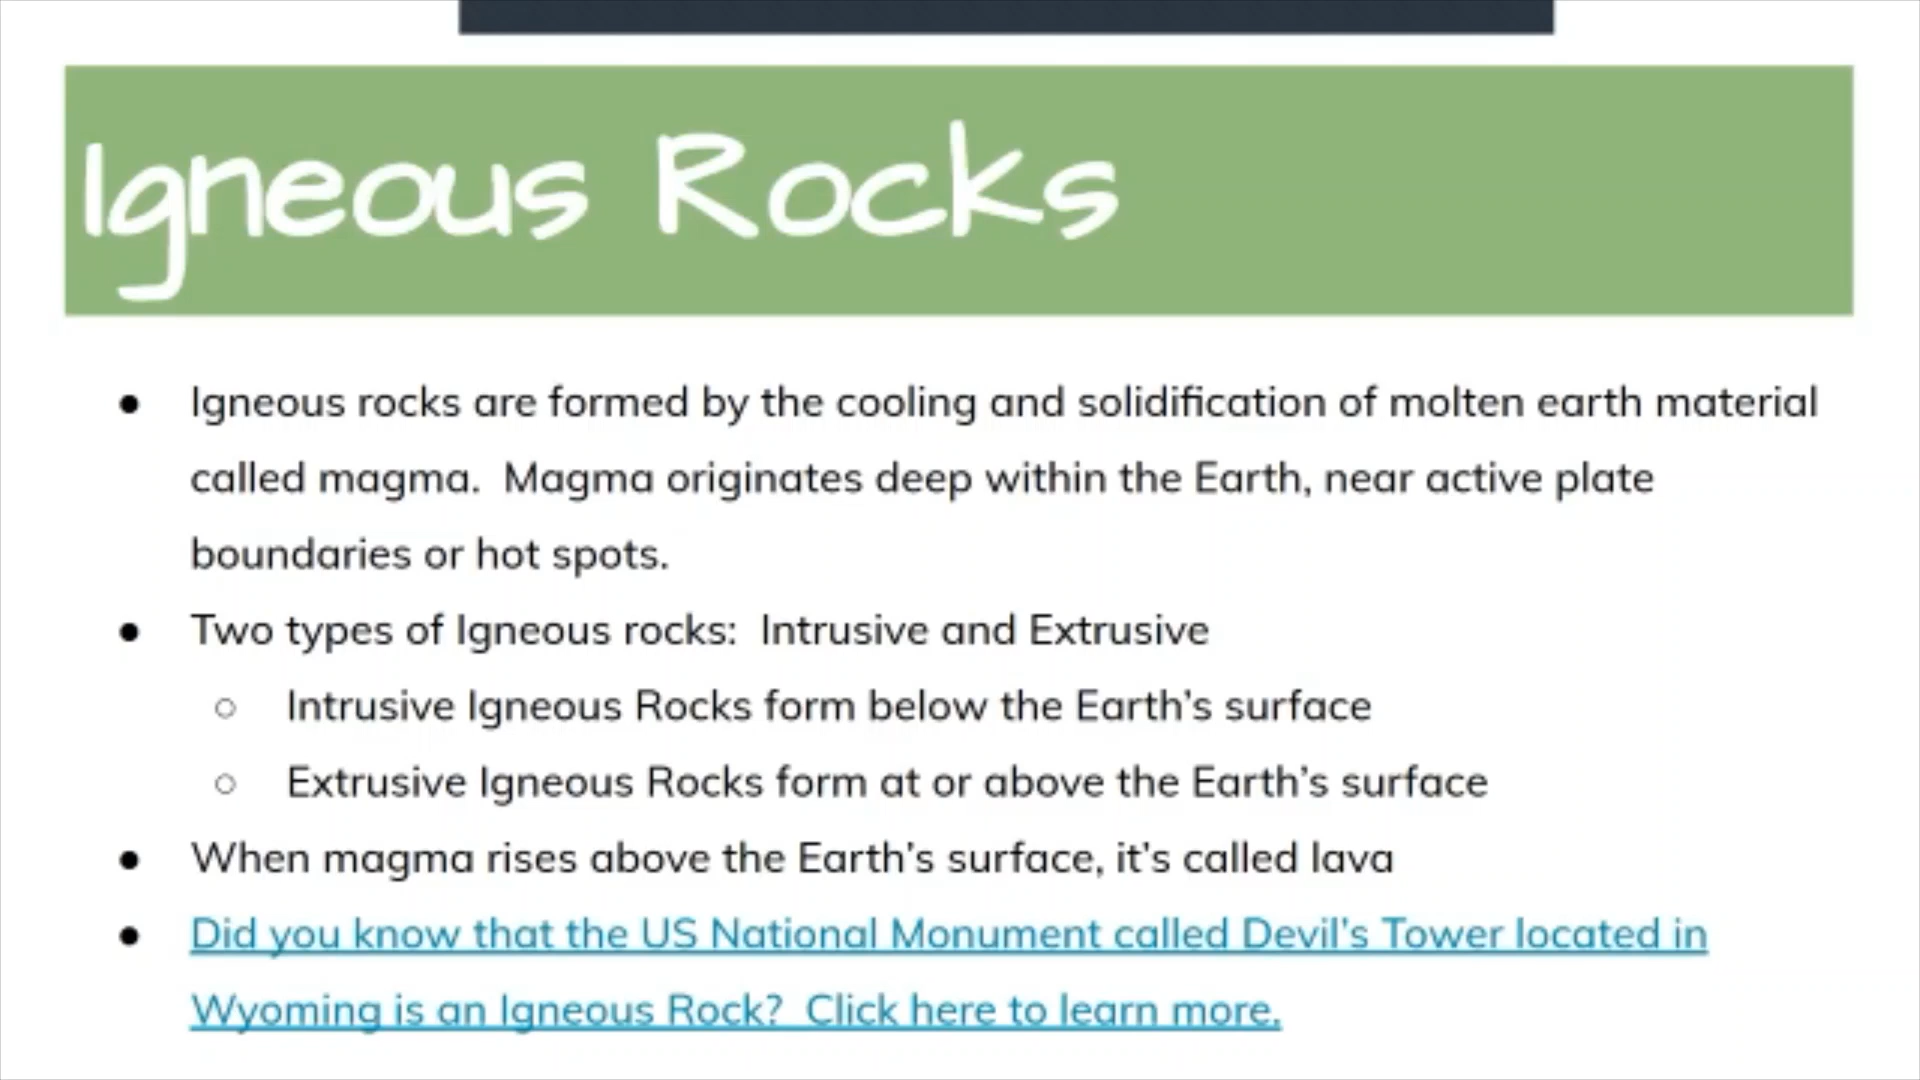 Igneous Rocks
● Igneous rocks are formed by the cooling and solidification of molten earth material
called magma.  Magma originates deep within the Earth, near active plate
boundaries or hot spots.
● Two types of Igneous rocks:  Intrusive and Extrusive
○ Intrusive Igneous Rocks form below the Earth's surface
○ Extrusive Igneous Rocks form at or above the Earth's surface
● When magma rises above the Earth's surface, it's called lava
● Did you know that the US National Monument called Devil's Tower located in
Wyoming is an Igneous Rock?  Click here to learn more.